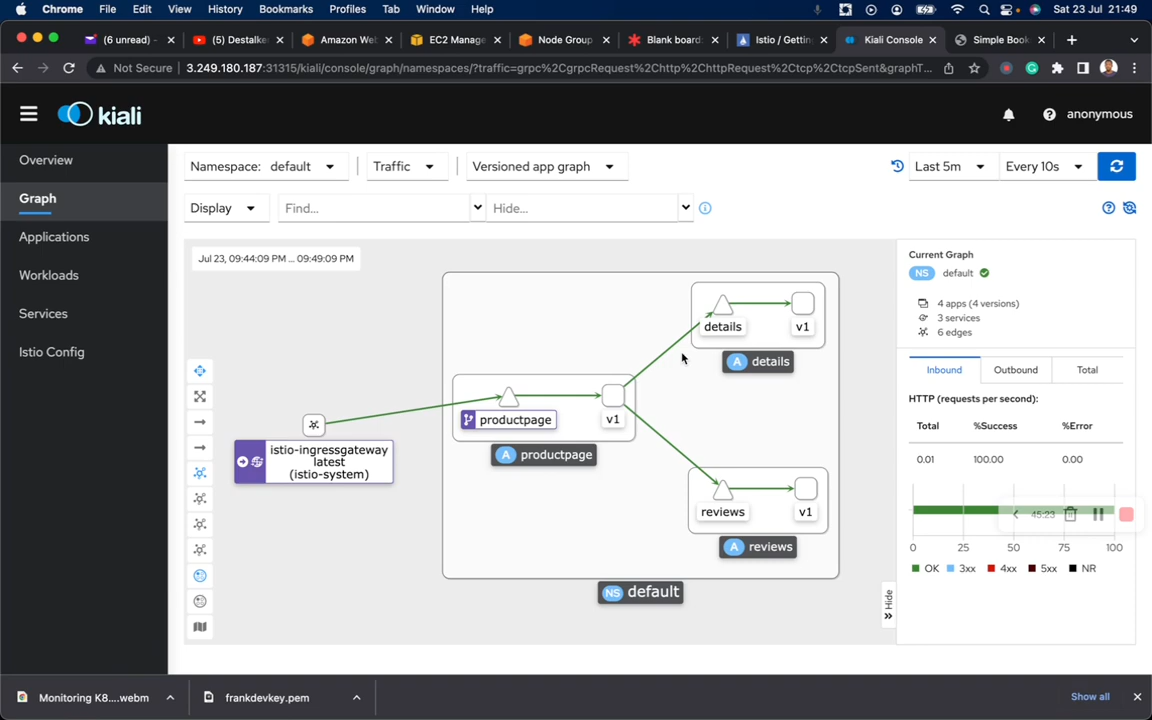 Chrome File Edit View History Bookmarks Profiles Tab Window Help Sat 23 Jul 21:49
(6 unread) - (5) Destalke Amazon Web EC2 Manage Node Group Blank board Istio / Gettin Kiali Console Simple Book
Not Secure 3.249.180.187:31315/kiali/console/graph/namespaces/?traffic=grpc%2CgrpcRequest%2Chttp%2ChttpRequest%2Ctcp%2CtcpSent&graphT...
kiali anonymous
Overview
Graph
Applications
Workloads
Services
Istio Config
Namespace: default Traffic Versioned app graph Last 5m Every 10s
Display Find... Hide...
Jul 23, 09:44:09 PM ... 09:49:09 PM
details v1
A details
productpage v1
A productpage
istio-ingressgateway
latest
(istio-system)
reviews v1
A reviews
NS default
Current Graph
NS default
4 apps (4 versions)
3 services
6 edges
Inbound Outbound Total
HTTP (requests per second):
Total %Success %Error
0.01 100.00 0.00
45:23
0 25 50 75 100
OK 3xx 4xx 5xx NR
Hide
Monitoring K8....webm frankdevkey.pem Show all